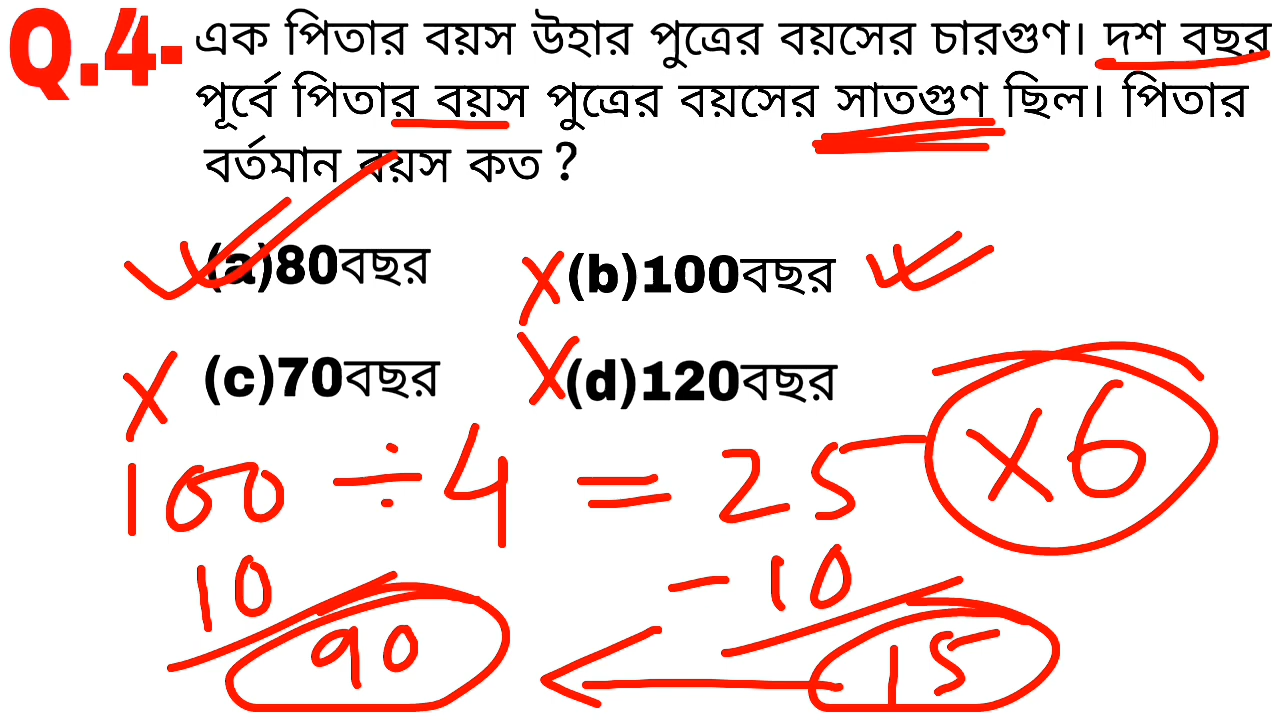 Q.4- এক পিতার বয়স উহার পুত্রের বয়সের চারগুণ। দশ বছর
পূর্বে পিতার বয়স পুত্রের বয়সের সাতগুণ ছিল। পিতার
বর্তমান বয়স কত ?
(a)80বছর (b)100বছর
(c)70বছর (d)120বছর
100 ÷ 4 = 25 ×6
10 -10
90 15